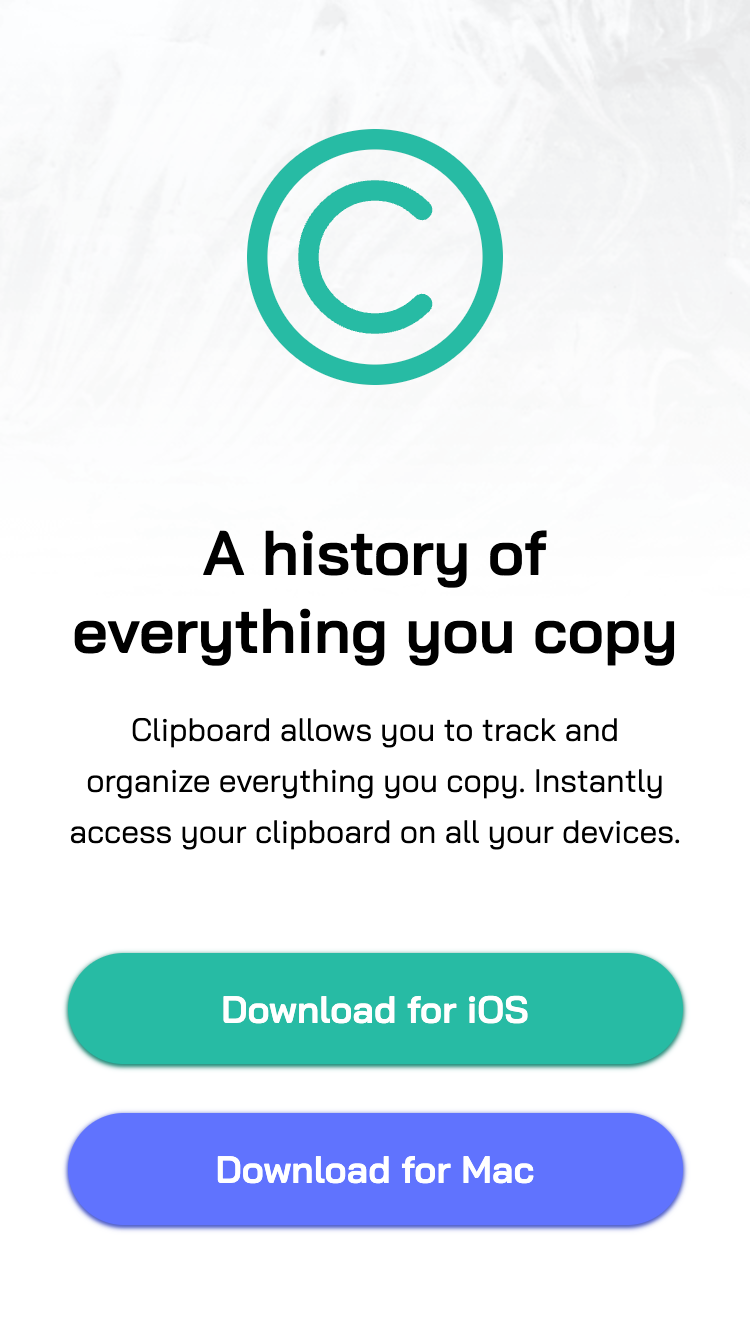 A history of
everything you copy
Clipboard allows you to track and
organize everything you copy. Instantly
access your clipboard on all your devices.
Download for iOS
Download for Mac